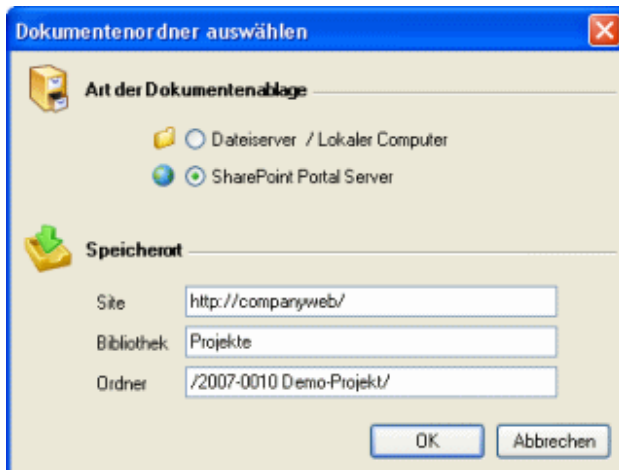 Dokumentenordner auswählen
Art der Dokumentenablage
Dateiserver / Lokaler Computer
SharePoint Portal Server
Speicherort
Site http://companyweb/
Bibliothek Projekte
Ordner /2007-0010 Demo-Projekt/
OK Abbrechen